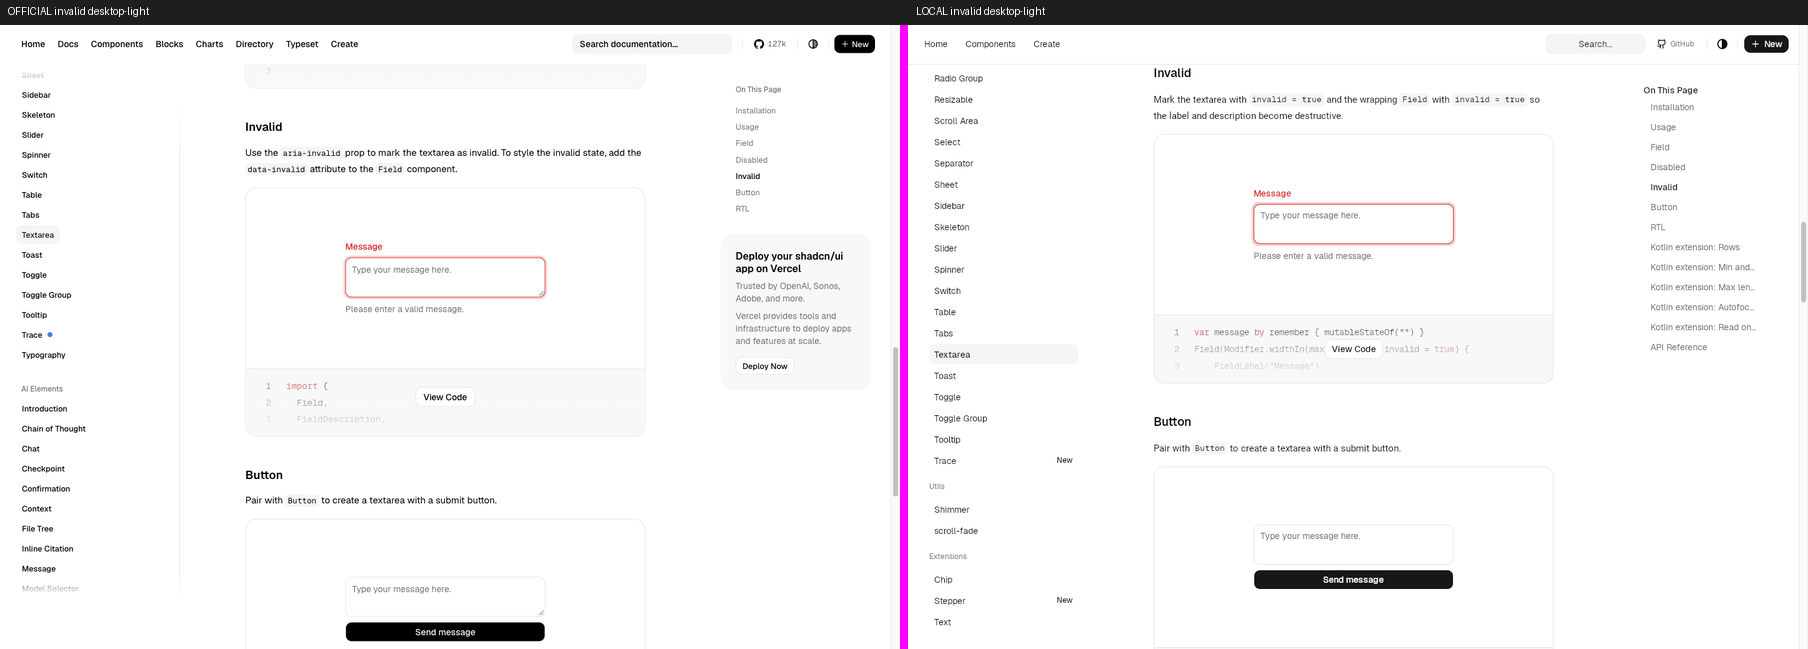 OFFICIAL invalid desktop-light
Home Docs Components Blocks Charts Directory Typeset Create
Search documentation...
127k
+ New
Sheet
Sidebar
Skeleton
Slider
Spinner
Switch
Table
Tabs
Textarea
Toast
Toggle
Toggle Group
Tooltip
Trace
Typography
AI Elements
Introduction
Chain of Thought
Chat
Checkpoint
Confirmation
Context
File Tree
Inline Citation
Message
Model Selector
3
Invalid
Use the aria-invalid prop to mark the textarea as invalid. To style the invalid state, add the
data-invalid attribute to the Field component.
Message
Type your message here.
Please enter a valid message.
1 import {
2 Field,
3 FieldDescription,
View Code
Button
Pair with Button to create a textarea with a submit button.
Type your message here.
Send message
On This Page
Installation
Usage
Field
Disabled
Invalid
Button
RTL
Deploy your shadcn/ui
app on Vercel
Trusted by OpenAI, Sonos,
Adobe, and more.
Vercel provides tools and
infrastructure to deploy apps
and features at scale.
Deploy Now
LOCAL invalid desktop-light
Home Components Create
Search...
GitHub
+ New
Radio Group
Resizable
Scroll Area
Select
Separator
Sheet
Sidebar
Skeleton
Slider
Spinner
Switch
Table
Tabs
Textarea
Toast
Toggle
Toggle Group
Tooltip
Trace New
Utils
Shimmer
scroll-fade
Extensions
Chip
Stepper New
Text
Invalid
Mark the textarea with invalid = true and the wrapping Field with invalid = true so
the label and description become destructive.
Message
Type your message here.
Please enter a valid message.
1 var message by remember { mutableStateOf("") }
2 Field(Modifier.widthIn(max View Code invalid = true) {
3 FieldLabel("Message")
Button
Pair with Button to create a textarea with a submit button.
Type your message here.
Send message
On This Page
Installation
Usage
Field
Disabled
Invalid
Button
RTL
Kotlin extension: Rows
Kotlin extension: Min and...
Kotlin extension: Max len...
Kotlin extension: Autofoc...
Kotlin extension: Read on...
API Reference